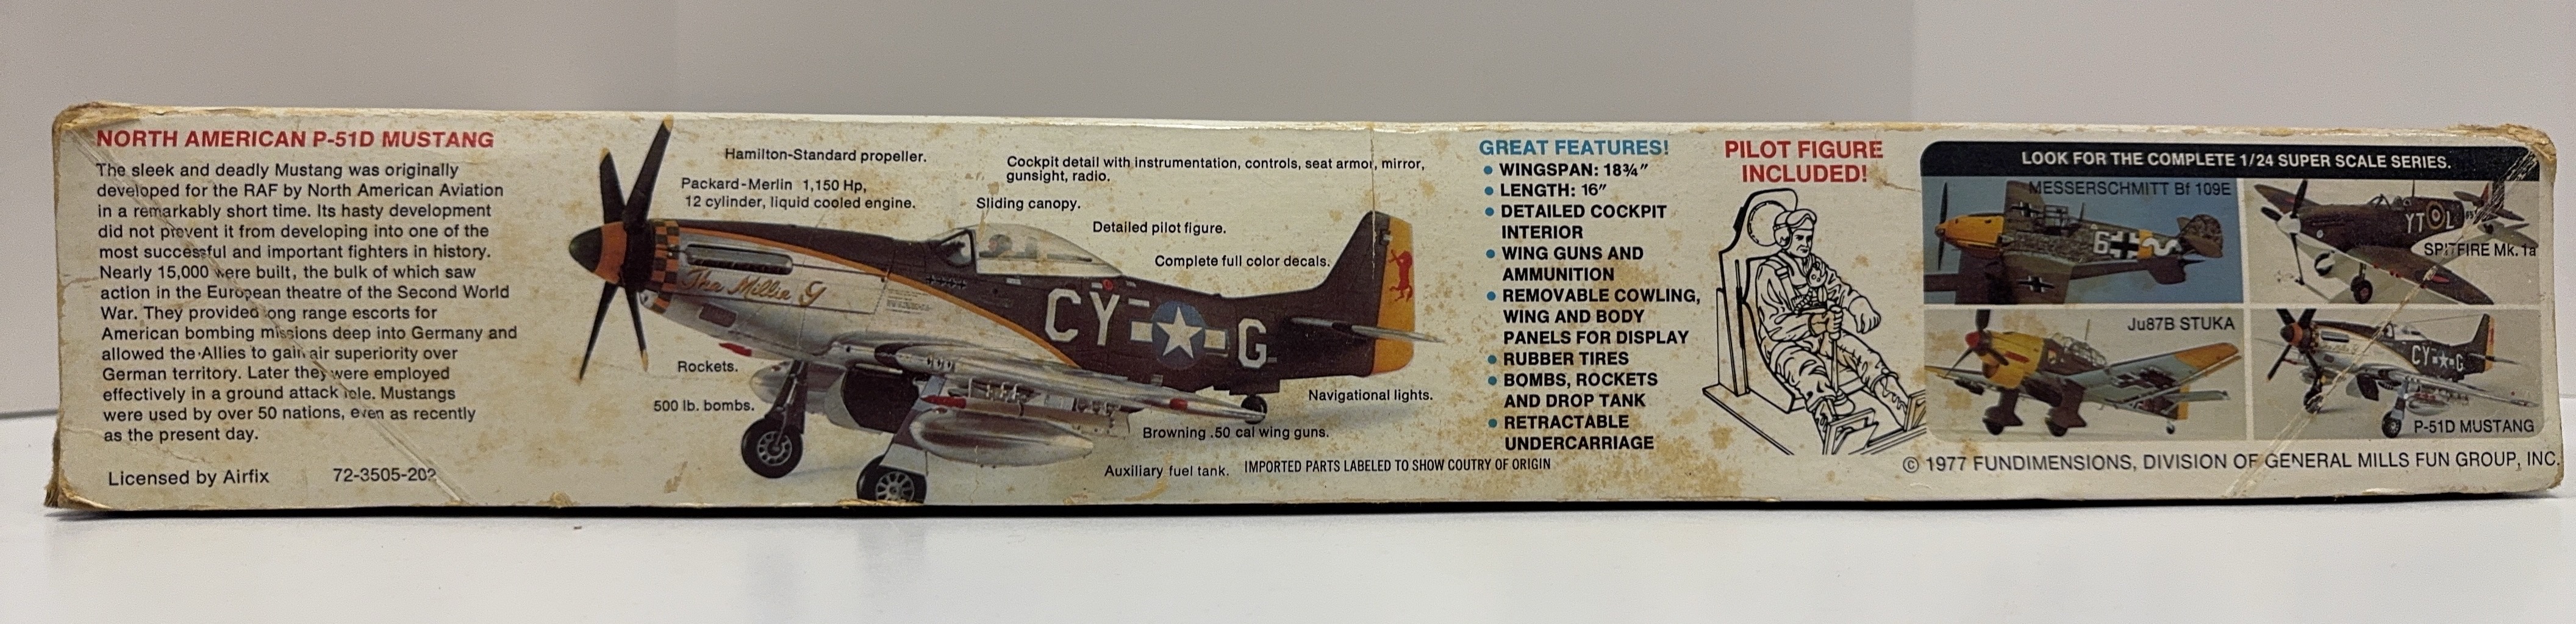 NORTH AMERICAN P-51D MUSTANG
The sleek and deadly Mustang was originally
developed for the RAF by North American Aviation
in a remarkably short time. Its hasty development
did not prevent it from developing into one of the
most successful and important fighters in history.
Nearly 15,000 were built, the bulk of which saw
action in the European theatre of the Second World
War. They provided long range escorts for
American bombing missions deep into Germany and
allowed the Allies to gain air superiority over
German territory. Later they were employed
effectively in a ground attack role. Mustangs
were used by over 50 nations, even as recently
as the present day.
Licensed by Airfix
72-3505-202
Hamilton-Standard propeller.
Packard-Merlin 1,150 Hp,
12 cylinder, liquid cooled engine.
Cockpit detail with instrumentation, controls, seat armor, mirror,
gunsight, radio.
Sliding canopy.
Detailed pilot figure.
Complete full color decals.
The Millie G
CY G
Rockets.
500 lb. bombs.
Navigational lights.
Browning .50 cal wing guns.
Auxiliary fuel tank.
IMPORTED PARTS LABELED TO SHOW COUTRY OF ORIGIN
GREAT FEATURES!
• WINGSPAN: 18¾"
• LENGTH: 16"
• DETAILED COCKPIT
INTERIOR
• WING GUNS AND
AMMUNITION
• REMOVABLE COWLING,
WING AND BODY
PANELS FOR DISPLAY
• RUBBER TIRES
• BOMBS, ROCKETS
AND DROP TANK
• RETRACTABLE
UNDERCARRIAGE
PILOT FIGURE
INCLUDED!
LOOK FOR THE COMPLETE 1/24 SUPER SCALE SERIES.
MESSERSCHMITT Bf 109E
6
YT L
SPITFIRE Mk.1a
Ju87B STUKA
CY G
P-51D MUSTANG
© 1977 FUNDIMENSIONS, DIVISION OF GENERAL MILLS FUN GROUP, INC.